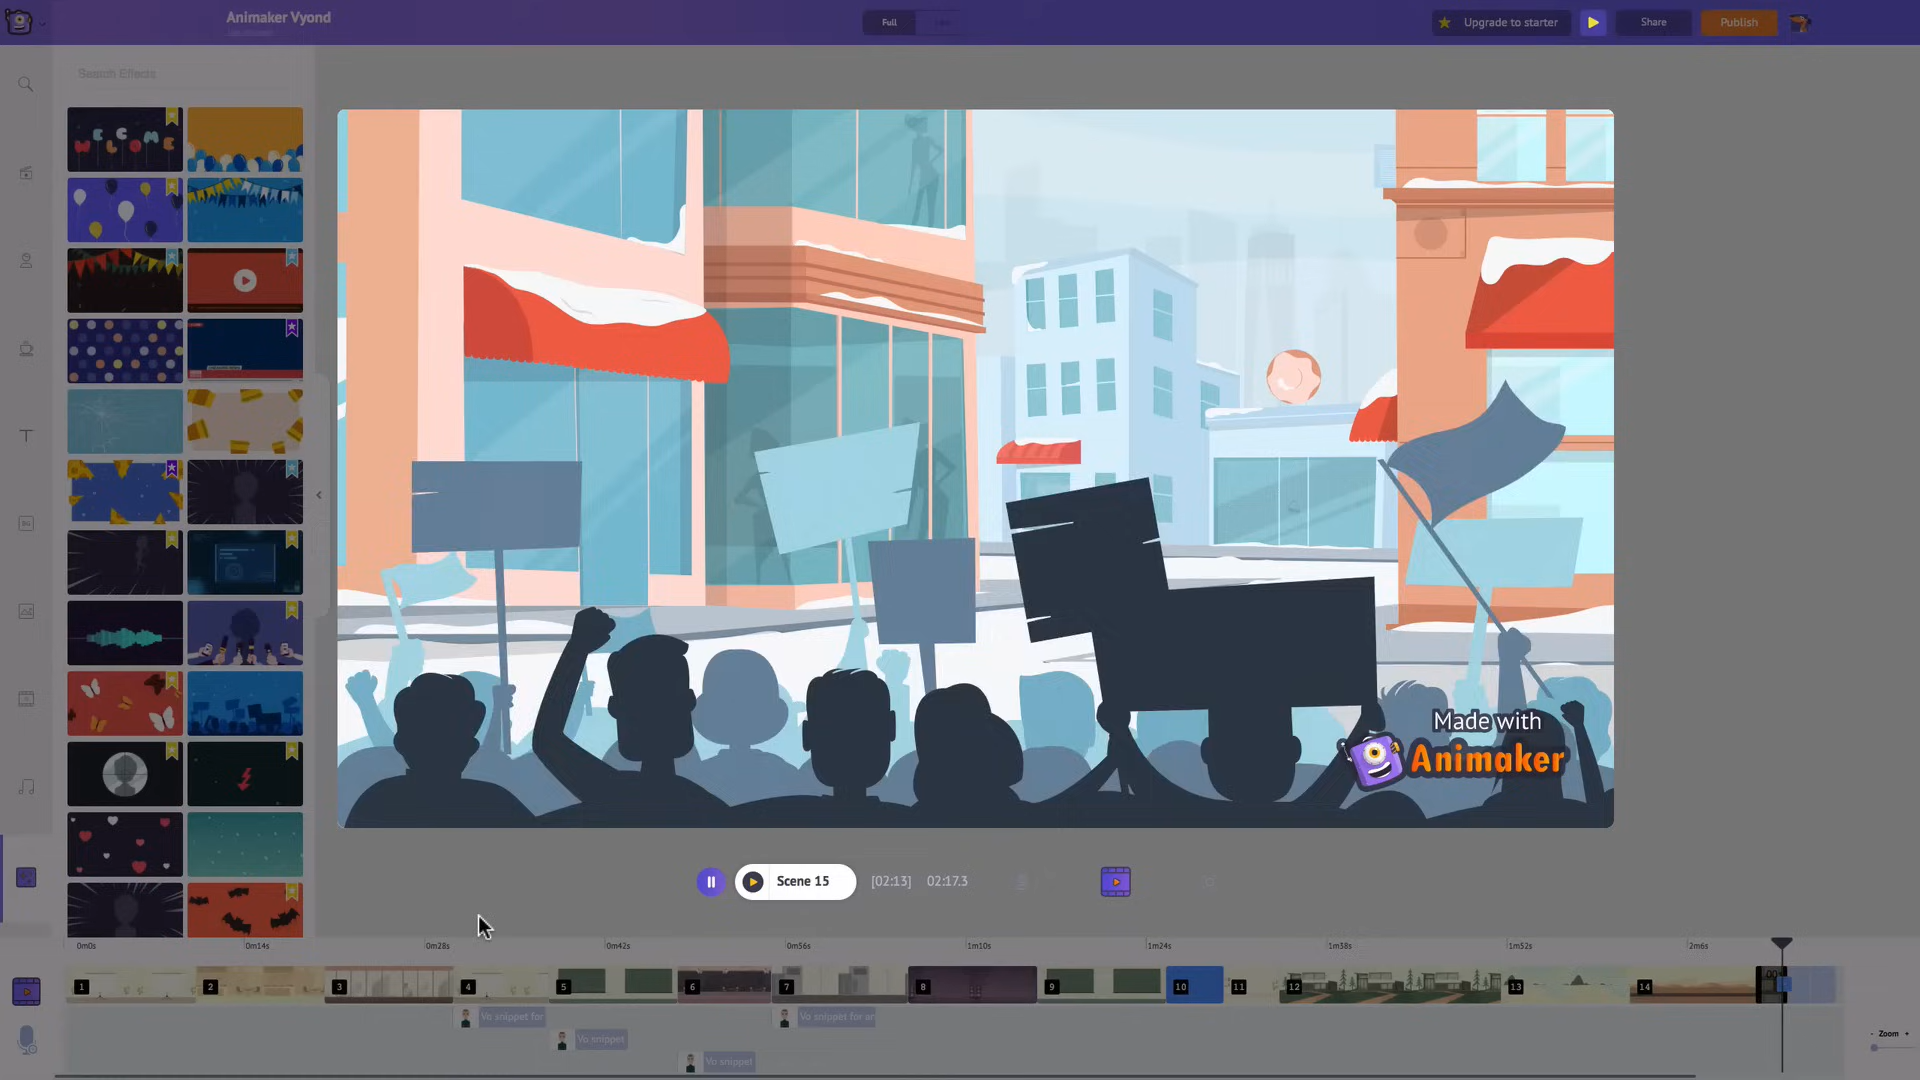 Animaker Vyond
Full
Upgrade to starter
Share
Publish
Search Effects
Made with
Animaker
Scene 15
[02:13]
02:17.3
0m0s
0m14s
0m28s
0m42s
0m56s
1m10s
1m24s
1m38s
1m52s
2m6s
1
2
3
4
5
6
7
8
9
10
11
12
13
14
Vo snippet for
Vo snippet for ar
Vo snippet
Vo snippet
- Zoom +